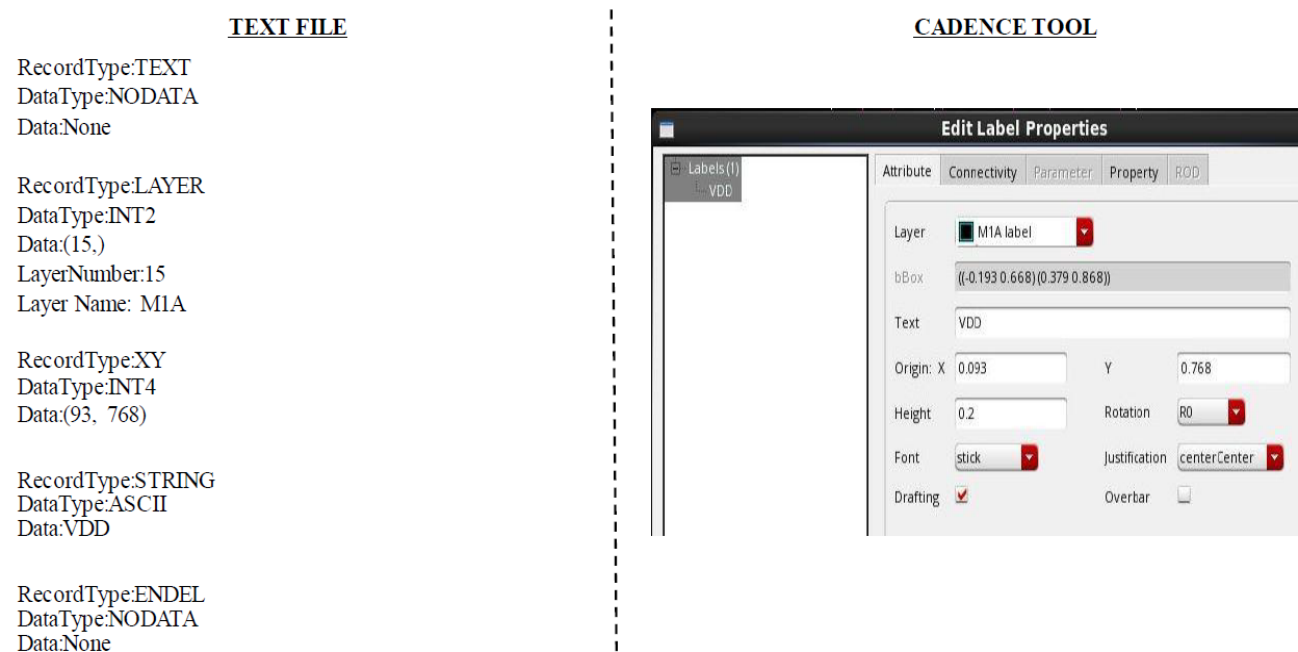 TEXT FILE
RecordType:TEXT
DataType:NODATA
Data:None
RecordType:LAYER
DataType:INT2
Data:(15,)
LayerNumber:15
Layer Name: M1A
RecordType:XY
DataType:INT4
Data:(93, 768)
RecordType:STRING
DataType:ASCII
Data:VDD
RecordType:ENDEL
DataType:NODATA
Data:None
CADENCE TOOL
Edit Label Properties
Labels (1)
VDD
Attribute Connectivity Parameter Property ROD
Layer M1A label
bBox ((-0.193 0.668) (0.379 0.868))
Text VDD
Origin: X 0.093 Y 0.768
Height 0.2 Rotation R0
Font stick Justification centerCenter
Drafting Overbar